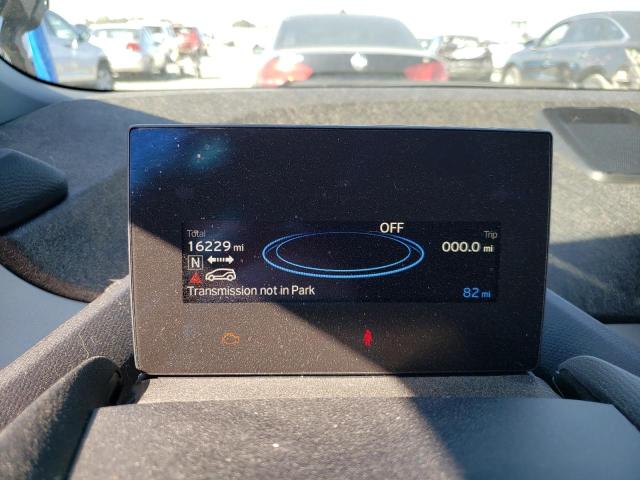 OFF
Total
Trip
16229 mi
000.0 mi
N
Transmission not in Park
82 mi